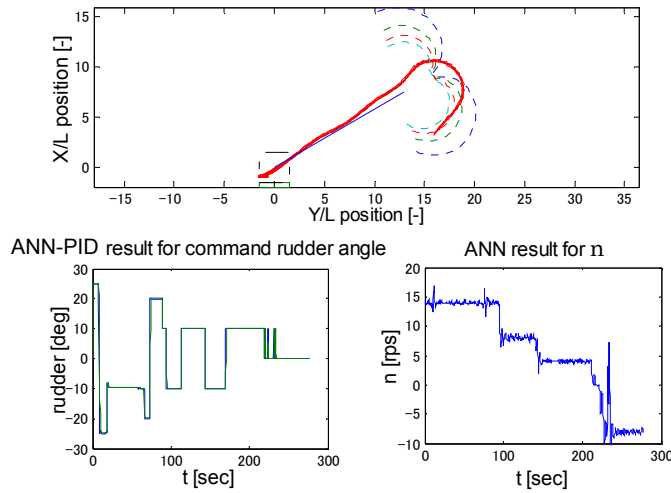 15
10
5
0
X/L position [-]
-15 -10 -5 0 5 10 15 20 25 30 35
Y/L position [-]
ANN-PID result for command rudder angle
30
20
10
0
-10
-20
-30
rudder [deg]
0 100 200 300
t [sec]
ANN result for n
20
15
10
5
0
-5
-10
n [rps]
0 100 200 300
t [sec]